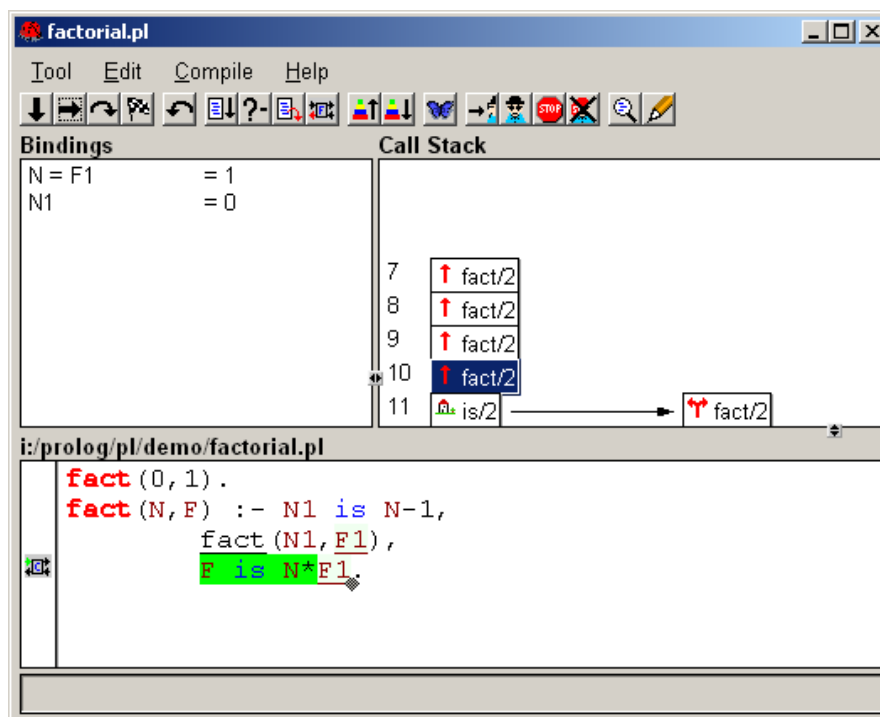 factorial.pl
Tool Edit Compile Help
?- STOP
Bindings
N = F1 = 1
N1 = 0
Call Stack
7 fact/2
8 fact/2
9 fact/2
10 fact/2
11 is/2 fact/2
i:/prolog/pl/demo/factorial.pl
fact(0,1).
fact(N,F) :- N1 is N-1,
fact(N1,F1),
F is N*F1.